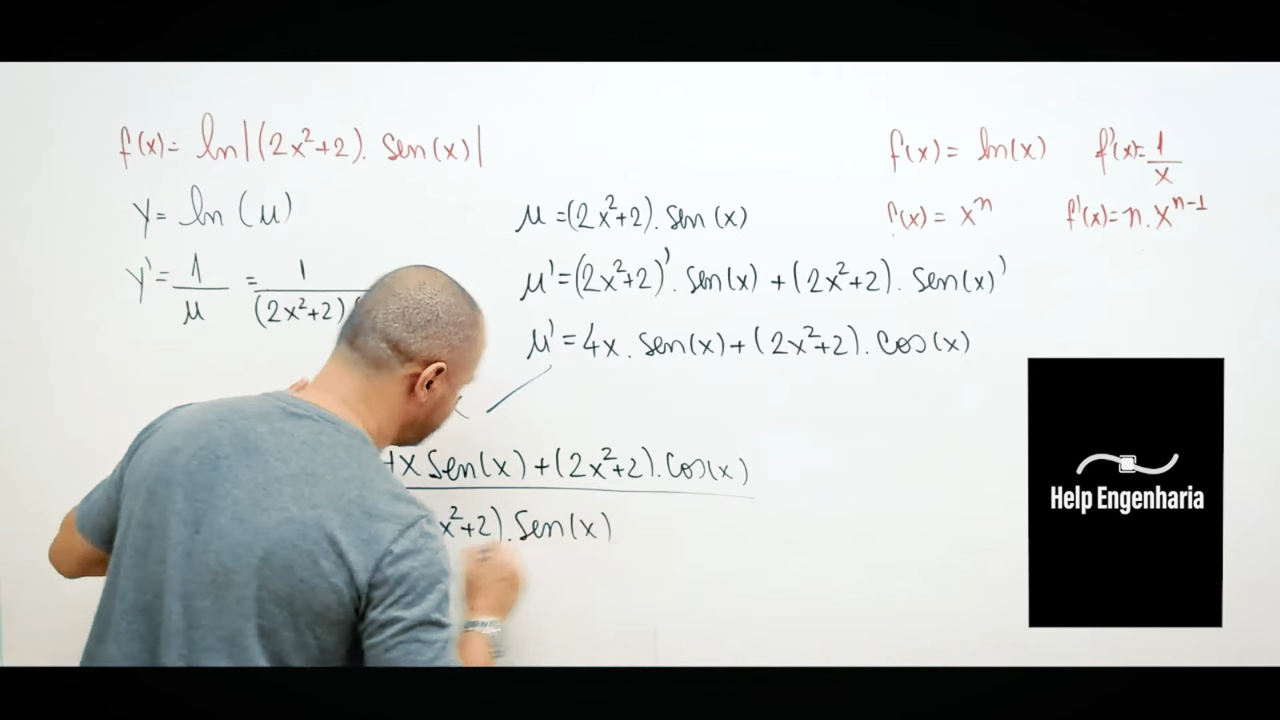 f(x)= ln|(2x²+2). Sen(x)|
y= ln (μ)
y'= 1/μ = 1/(2x²+2)
μ =(2x²+2). Sen(x)
μ'=(2x²+2)'. Sen(x) + (2x²+2). Sen(x)'
μ'= 4x. Sen(x)+(2x²+2). Cos(x)
x Sen(x)+(2x²+2). Cos(x)
x²+2). Sen(x)
f(x)= ln(x) f'(x)= 1/x
f(x)= xⁿ f'(x)= n. xⁿ⁻¹
Help Engenharia